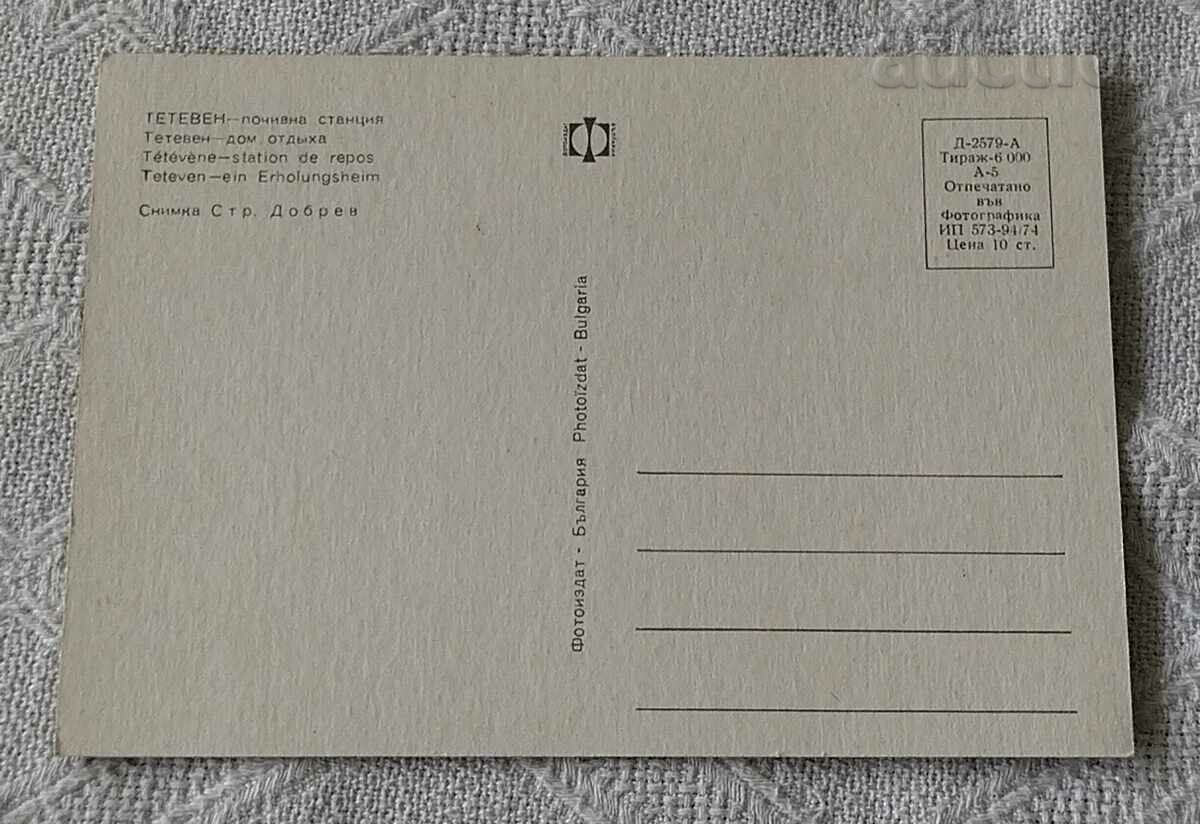 ТЕТЕВЕН—почивна станция
Тетевен—дом отдыха
Tétévène—station de repos
Teteven—ein Erholungsheim
Снимка Стр. Добрев
Фотоиздат - България Photoïzdat - Bulgaria
Д-2579-А
Тираж-6 000
А-5
Отпечатано
във
Фотографика
ИП 573-94/74
Цена 10 ст.